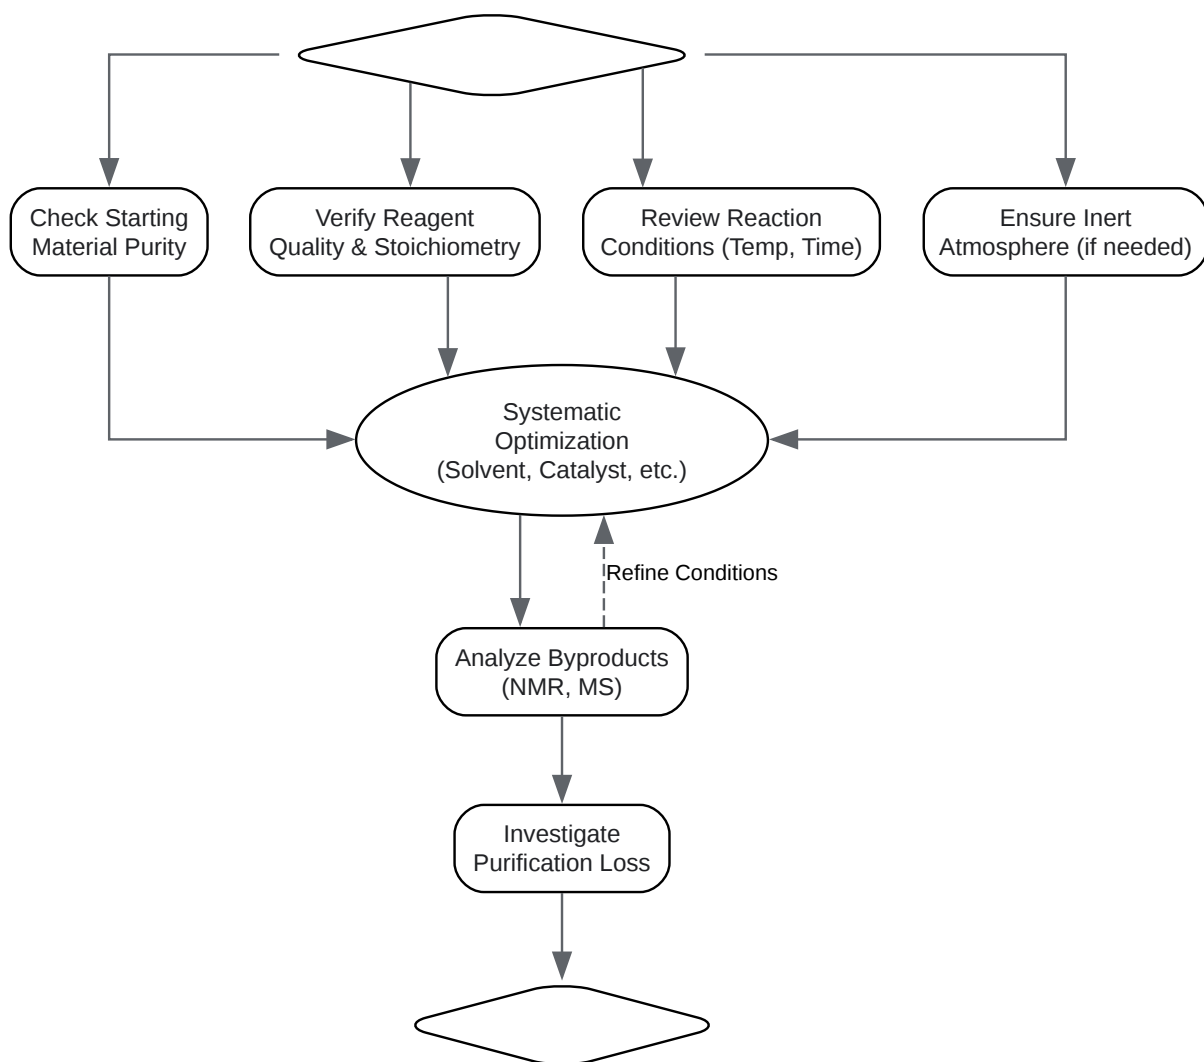 Check Starting
Material Purity
Verify Reagent
Quality & Stoichiometry
Review Reaction
Conditions (Temp, Time)
Ensure Inert
Atmosphere (if needed)
Systematic
Optimization
(Solvent, Catalyst, etc.)
Refine Conditions
Analyze Byproducts
(NMR, MS)
Investigate
Purification Loss